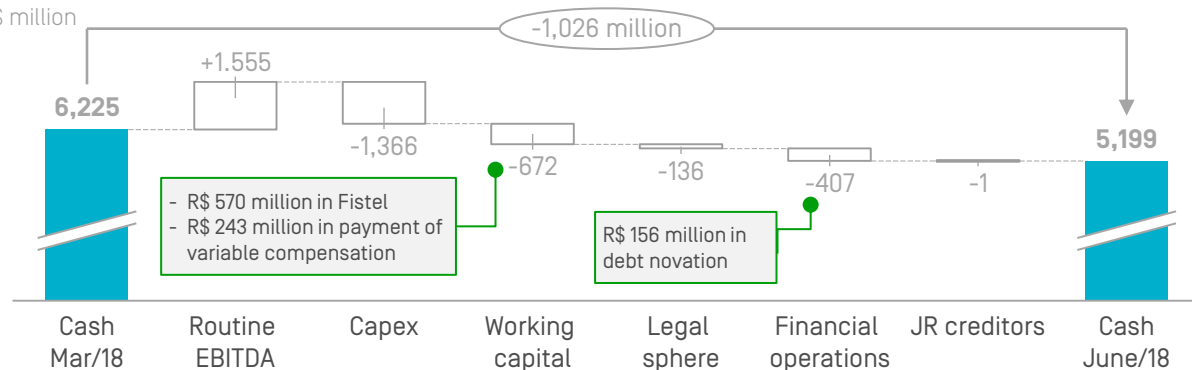 $ million
-1,026 million
+1.555
6,225
-1,366
-672
-136
-407
-1
5,199
- R$ 570 million in Fistel
- R$ 243 million in payment of
variable compensation
R$ 156 million in
debt novation
Cash
Mar/18
Routine
EBITDA
Capex
Working
capital
Legal
sphere
Financial
operations
JR creditors
Cash
June/18